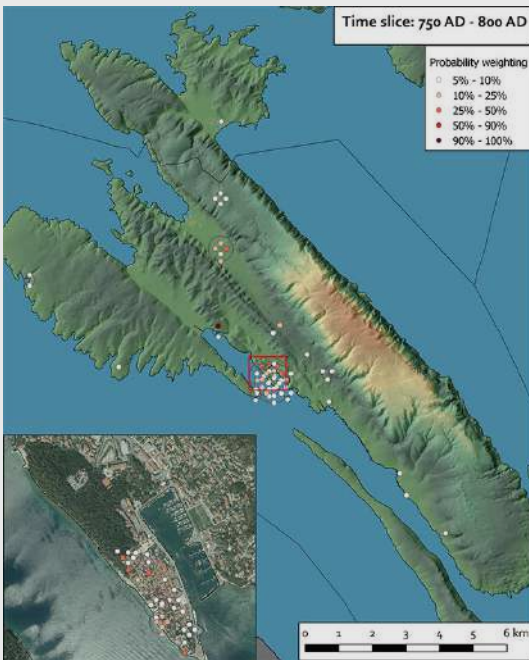 Time slice: 750 AD - 800 AD
Probability weighting
5% - 10%
10% - 25%
25% - 50%
50% - 90%
90% - 100%
0 1 2 3 4 5 6 km